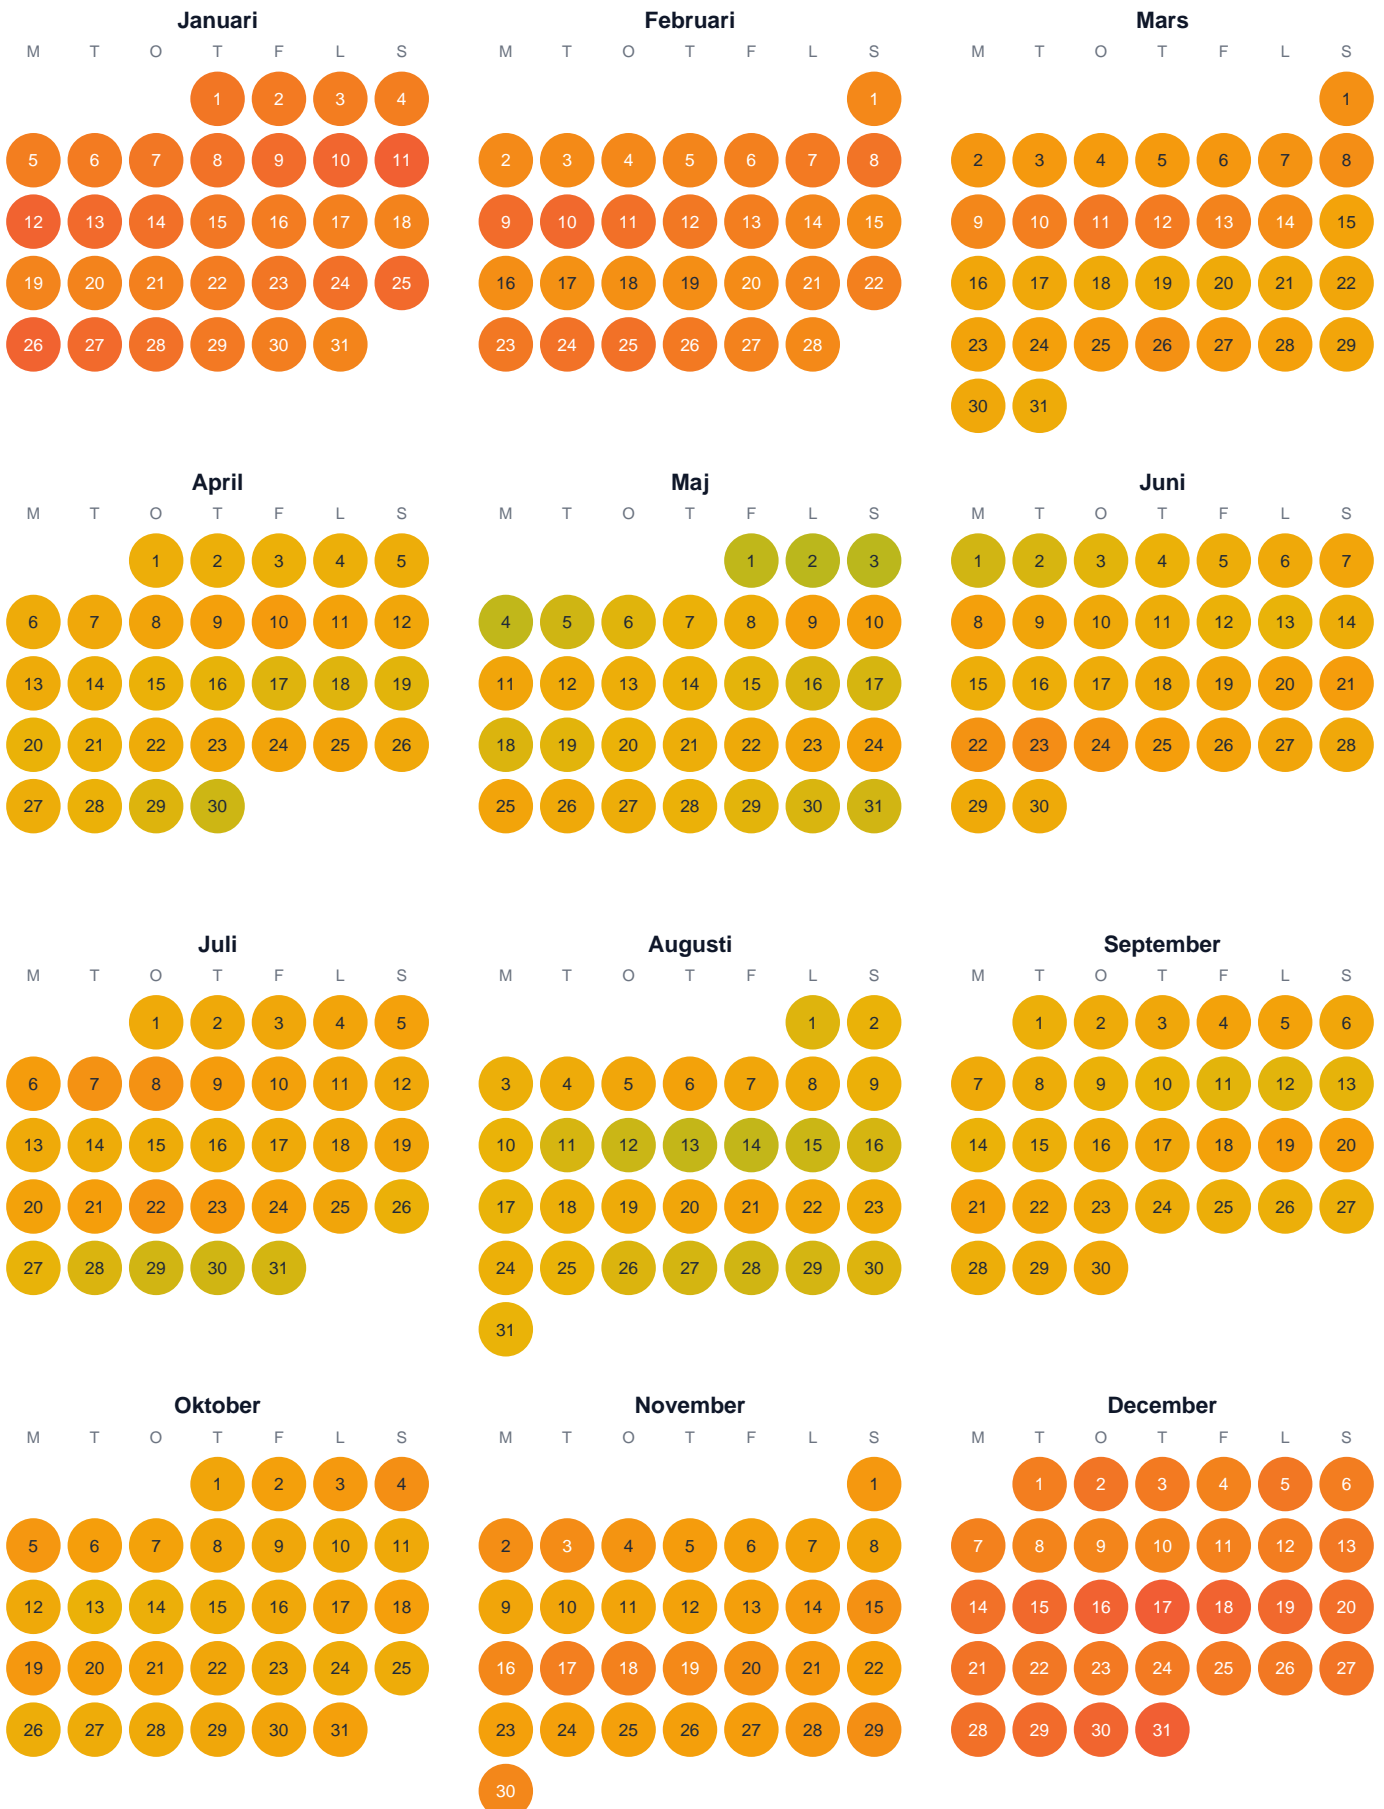 Januari Februari Mars
M T O T F L S M T O T F L S M T O T F L S
1 2 3 4 1 1
5 6 7 8 9 10 11 2 3 4 5 6 7 8 2 3 4 5 6 7 8
12 13 14 15 16 17 18 9 10 11 12 13 14 15 9 10 11 12 13 14 15
19 20 21 22 23 24 25 16 17 18 19 20 21 22 16 17 18 19 20 21 22
26 27 28 29 30 31 23 24 25 26 27 28 23 24 25 26 27 28 29
30 31
April Maj Juni
M T O T F L S M T O T F L S M T O T F L S
1 2 3 4 5 1 2 3 1 2 3 4 5 6 7
6 7 8 9 10 11 12 4 5 6 7 8 9 10 8 9 10 11 12 13 14
13 14 15 16 17 18 19 11 12 13 14 15 16 17 15 16 17 18 19 20 21
20 21 22 23 24 25 26 18 19 20 21 22 23 24 22 23 24 25 26 27 28
27 28 29 30 25 26 27 28 29 30 31 29 30
Juli Augusti September
M T O T F L S M T O T F L S M T O T F L S
1 2 3 4 5 1 2 1 2 3 4 5 6
6 7 8 9 10 11 12 3 4 5 6 7 8 9 7 8 9 10 11 12 13
13 14 15 16 17 18 19 10 11 12 13 14 15 16 14 15 16 17 18 19 20
20 21 22 23 24 25 26 17 18 19 20 21 22 23 21 22 23 24 25 26 27
27 28 29 30 31 24 25 26 27 28 29 30 28 29 30
31
Oktober November December
M T O T F L S M T O T F L S M T O T F L S
1 2 3 4 1 1 2 3 4 5 6
5 6 7 8 9 10 11 2 3 4 5 6 7 8 7 8 9 10 11 12 13
12 13 14 15 16 17 18 9 10 11 12 13 14 15 14 15 16 17 18 19 20
19 20 21 22 23 24 25 16 17 18 19 20 21 22 21 22 23 24 25 26 27
26 27 28 29 30 31 23 24 25 26 27 28 29 28 29 30 31
30